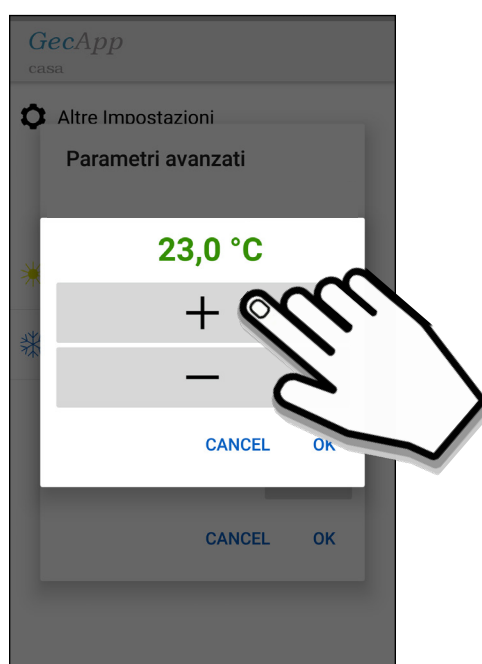 GecApp
casa
Altre Impostazioni
Parametri avanzati
23,0 °C
+
—
CANCEL OK
CANCEL OK